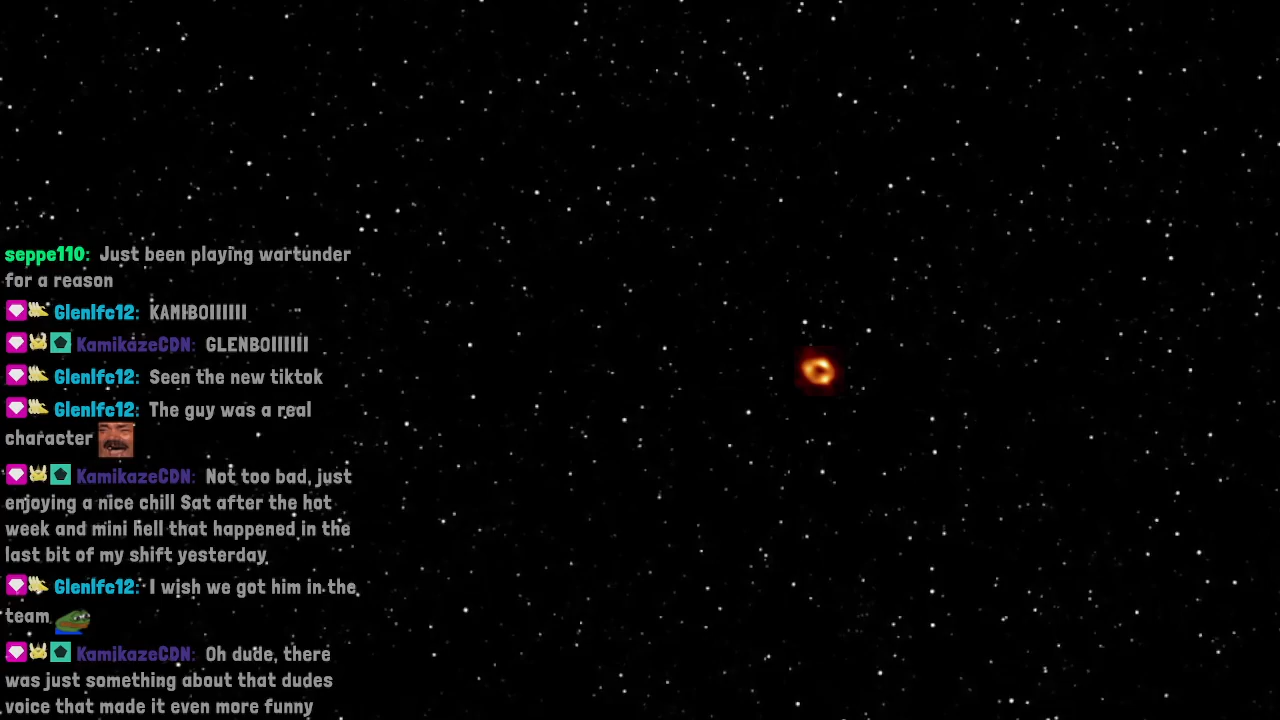 seppe110: Just been playing wartunder
for a reason
Glenlfc12: KAMIBOIIIIII
KamikazeCDN: GLENBOIIIIII
Glenlfc12: Seen the new tiktok
Glenlfc12: The guy was a real
character
KamikazeCDN: Not too bad, just
enjoying a nice chill Sat after the hot
week and mini hell that happened in the
last bit of my shift yesterday,
Glenlfc12: I wish we got him in the
team
KamikazeCDN: Oh dude, there
was just something about that dudes
voice that made it even more funny